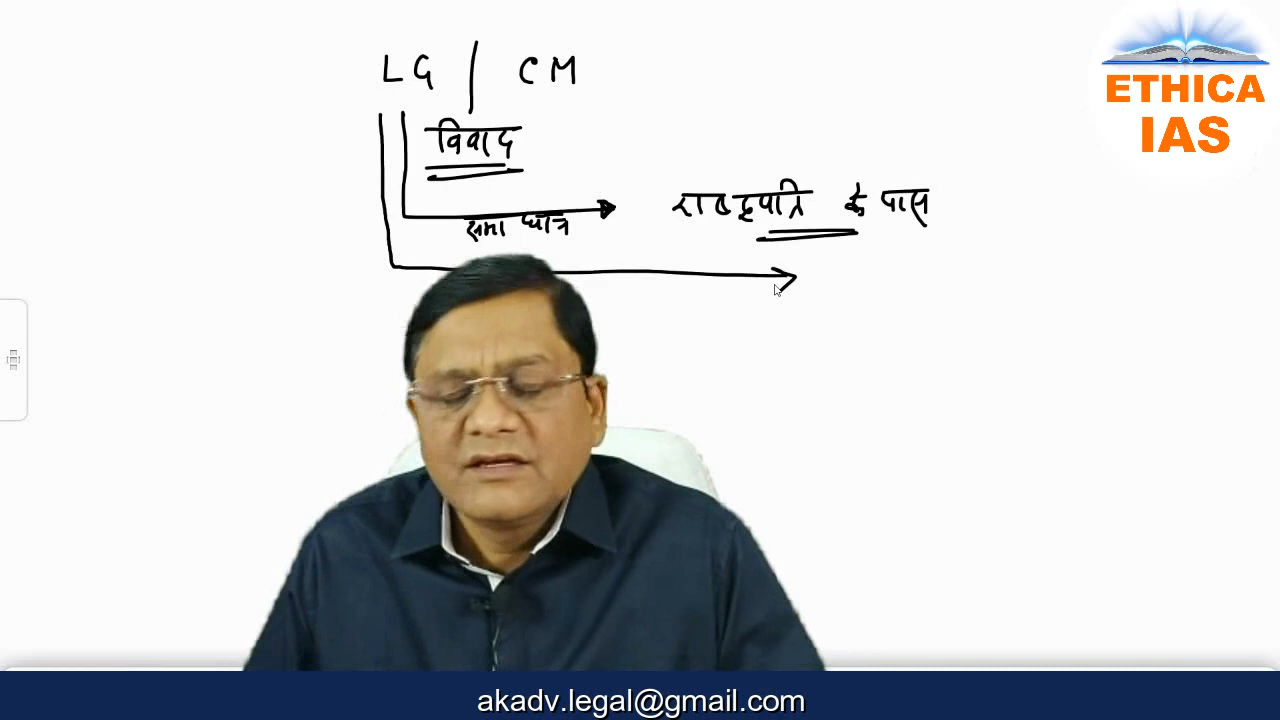 LG / CM
विवाद
राष्ट्रपति के पास
ETHICA
IAS
akadv.legal@gmail.com